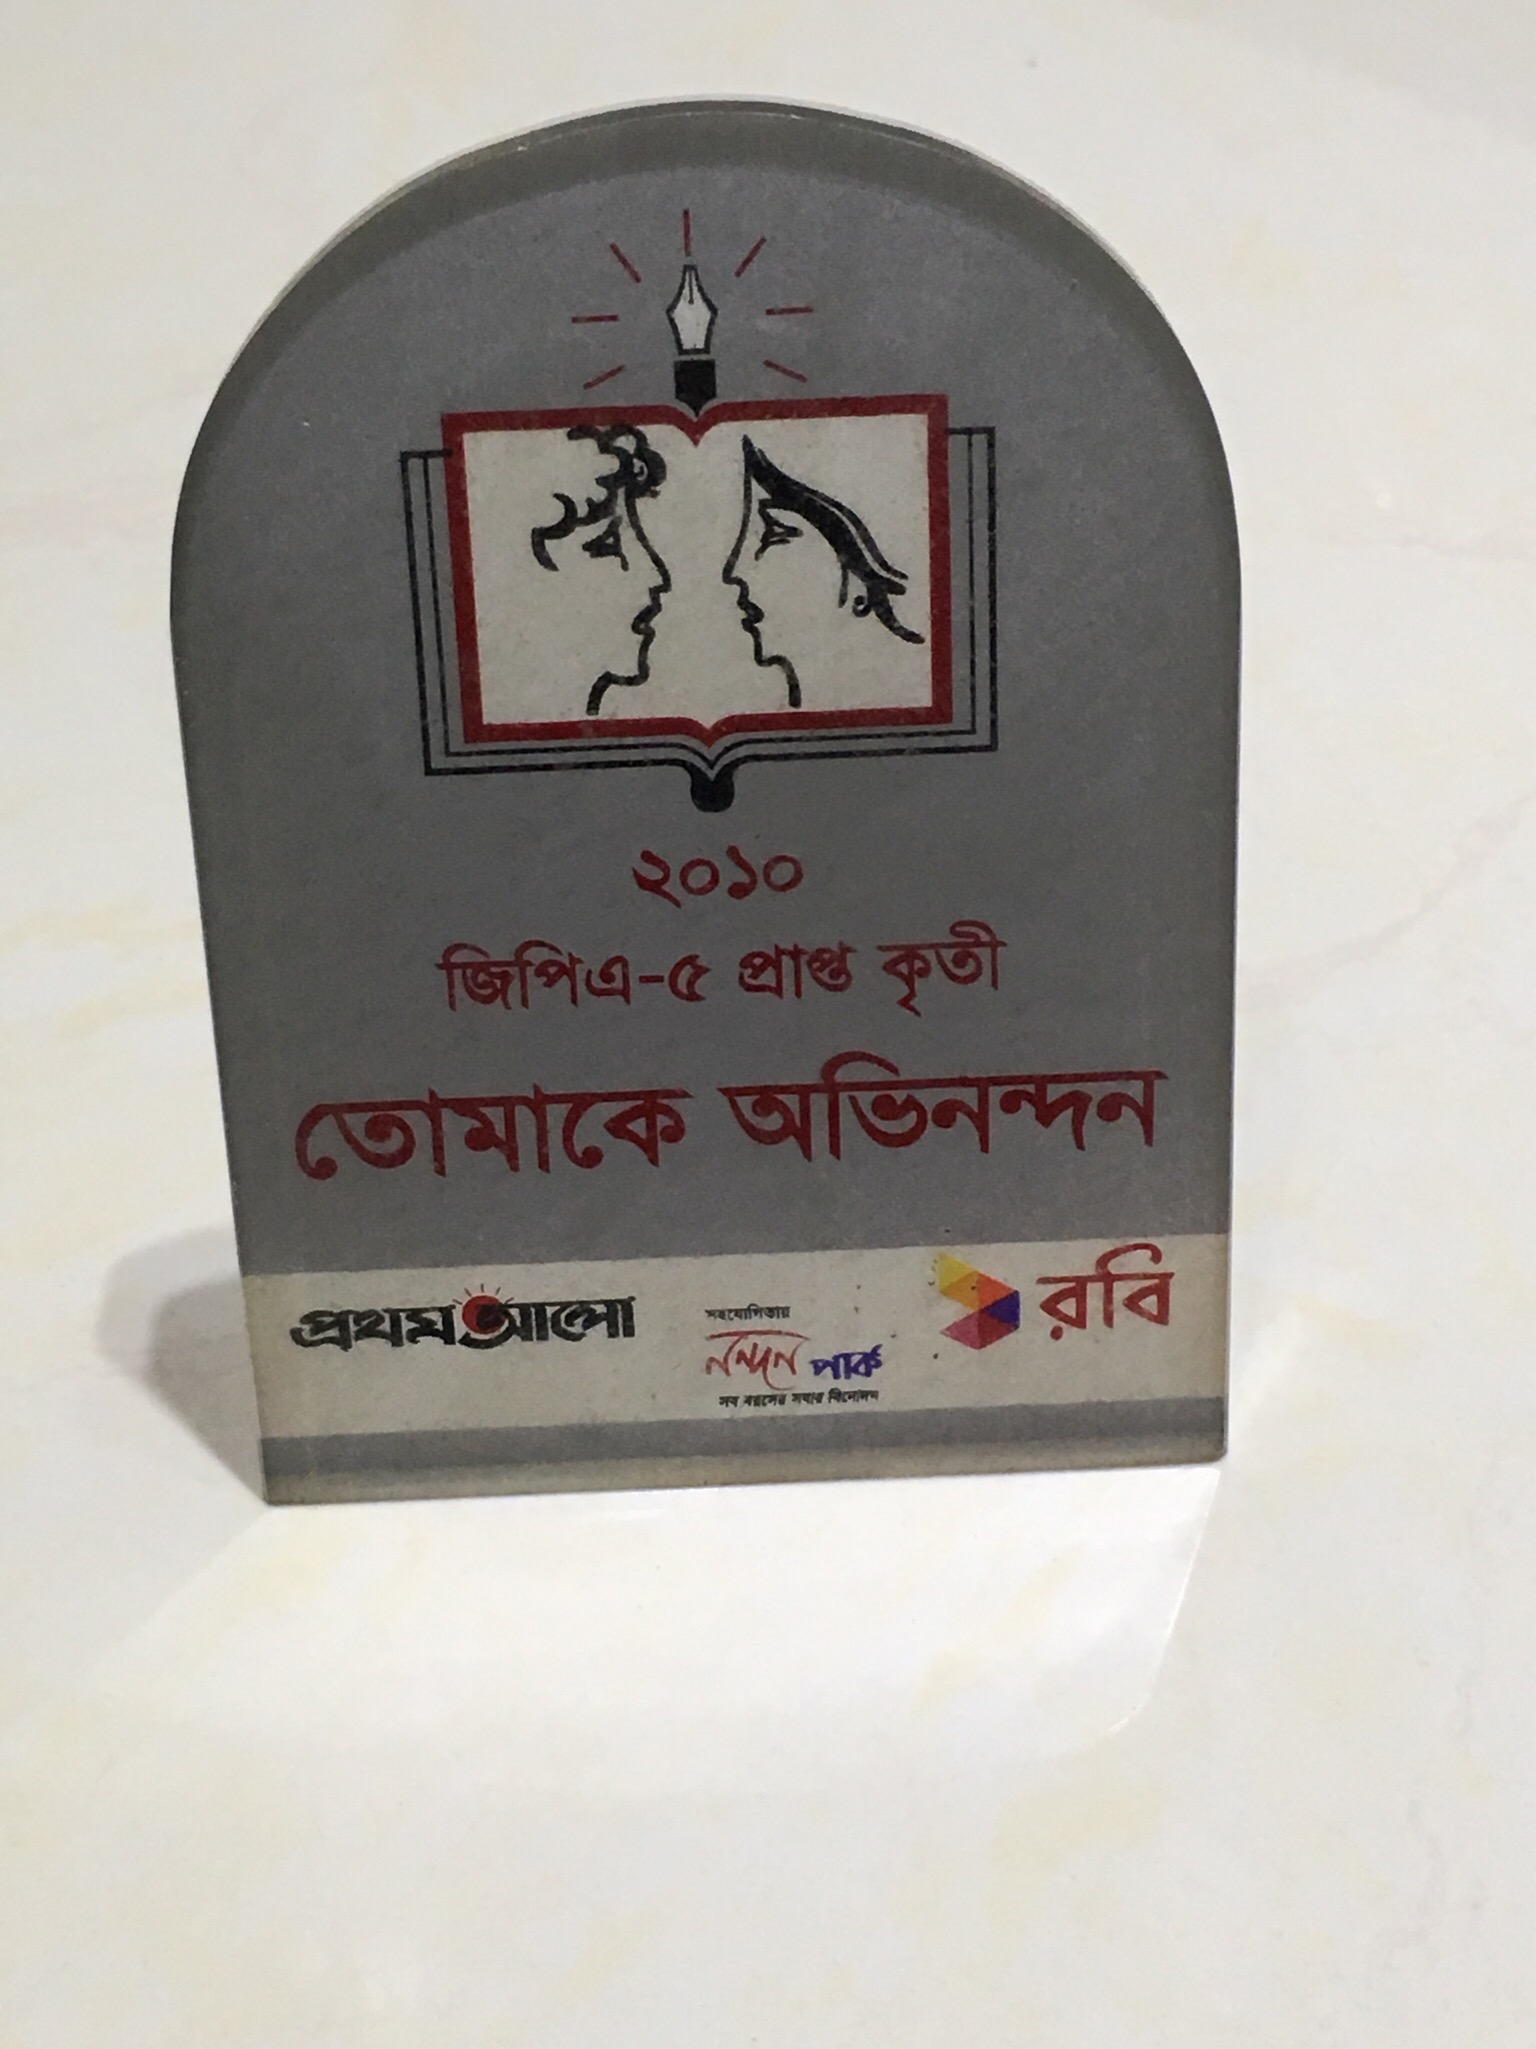 ২০১০
জিপিএ-৫ প্রাপ্ত কৃতী
তোমাকে অভিনন্দন
প্রথম আলো
সহযোগিতায়
নন্দন পার্ক
সব বয়সের সবার বিনোদন
রবি